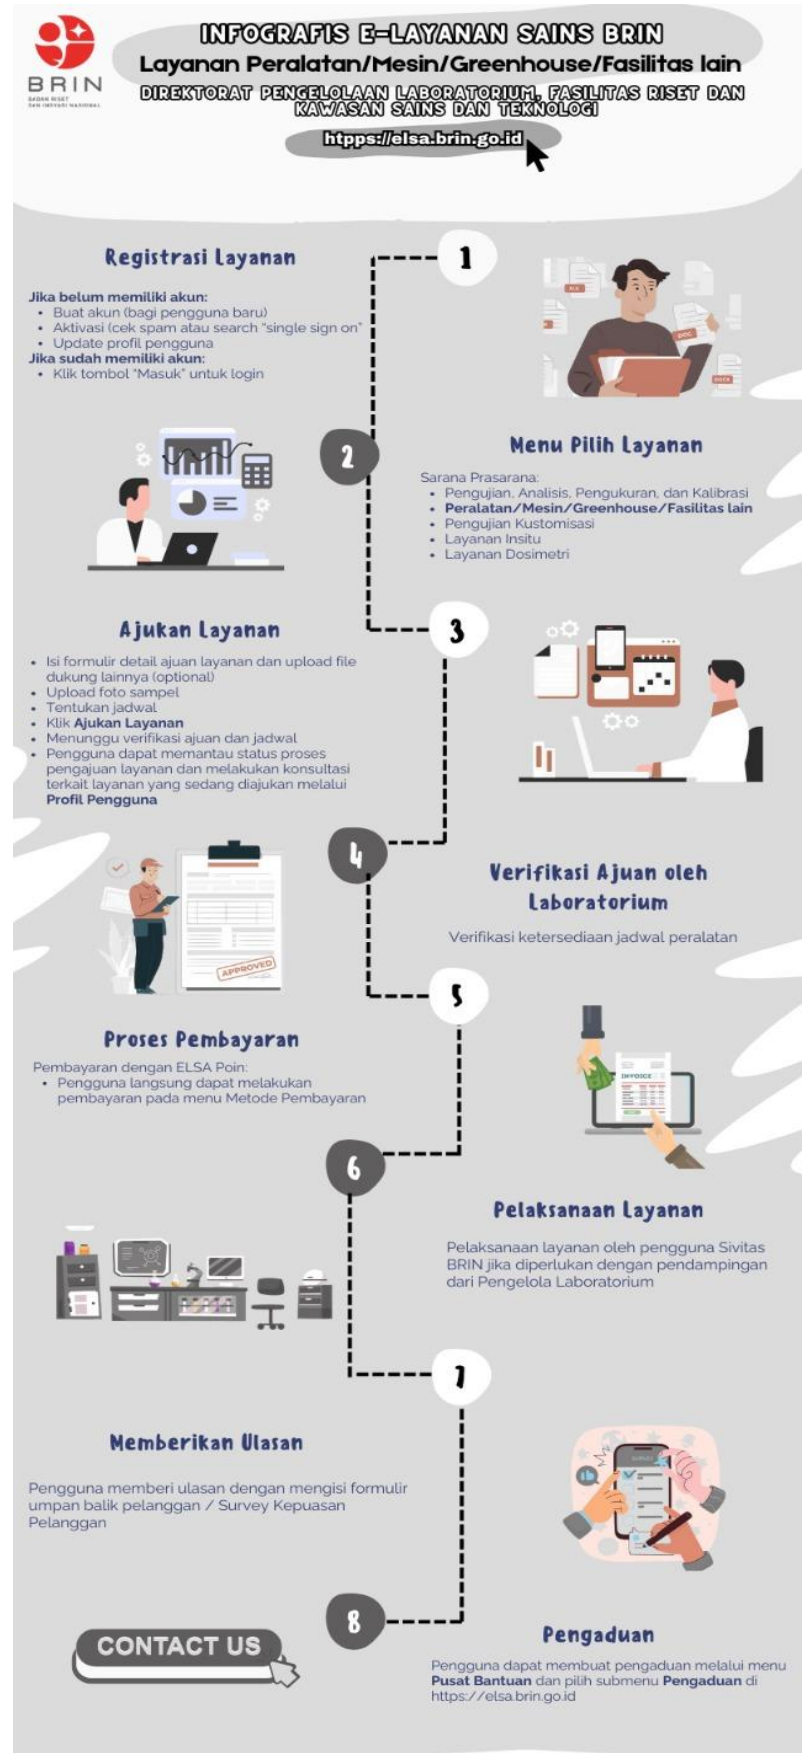 BRIN
BADAN RISET
DAN INOVASI NASIONAL
INFOGRAFIS E-LAYANAN SAINS BRIN
Layanan Peralatan/Mesin/Greenhouse/Fasilitas lain
DIREKTORAT PENGELOLAAN LABORATORIUM, FASILITAS RISET DAN
KAWASAN SAINS DAN TEKNOLOGI
htpps://elsa.brin.go.id
1
Registrasi Layanan
Jika belum memiliki akun:
• Buat akun (bagi pengguna baru)
• Aktivasi (cek spam atau search "single sign on"
• Update profil pengguna
Jika sudah memiliki akun:
• Klik tombol "Masuk" untuk login
2
Menu Pilih Layanan
Sarana Prasarana:
• Pengujian, Analisis, Pengukuran, dan Kalibrasi
• Peralatan/Mesin/Greenhouse/Fasilitas lain
• Pengujian Kustomisasi
• Layanan Insitu
• Layanan Dosimetri
3
Ajukan Layanan
• Isi formulir detail ajuan layanan dan upload file
dukung lainnya (optional)
• Upload foto sampel
• Tentukan jadwal
• Klik Ajukan Layanan
• Menunggu verifikasi ajuan dan jadwal
• Pengguna dapat memantau status proses
pengajuan layanan dan melakukan konsultasi
terkait layanan yang sedang diajukan melalui
Profil Pengguna
4
Verifikasi Ajuan oleh
Laboratorium
Verifikasi ketersediaan jadwal peralatan
APPROVED
5
Proses Pembayaran
Pembayaran dengan ELSA Poin:
• Pengguna langsung dapat melakukan
pembayaran pada menu Metode Pembayaran
INVOICE
6
Pelaksanaan Layanan
Pelaksanaan layanan oleh pengguna Sivitas
BRIN jika diperlukan dengan pendampingan
dari Pengelola Laboratorium
7
Memberikan Ulasan
Pengguna memberi ulasan dengan mengisi formulir
umpan balik pelanggan / Survey Kepuasan
Pelanggan
SURVEY
8
CONTACT US
Pengaduan
Pengguna dapat membuat pengaduan melalui menu
Pusat Bantuan dan pilih submenu Pengaduan di
https://elsa.brin.go.id